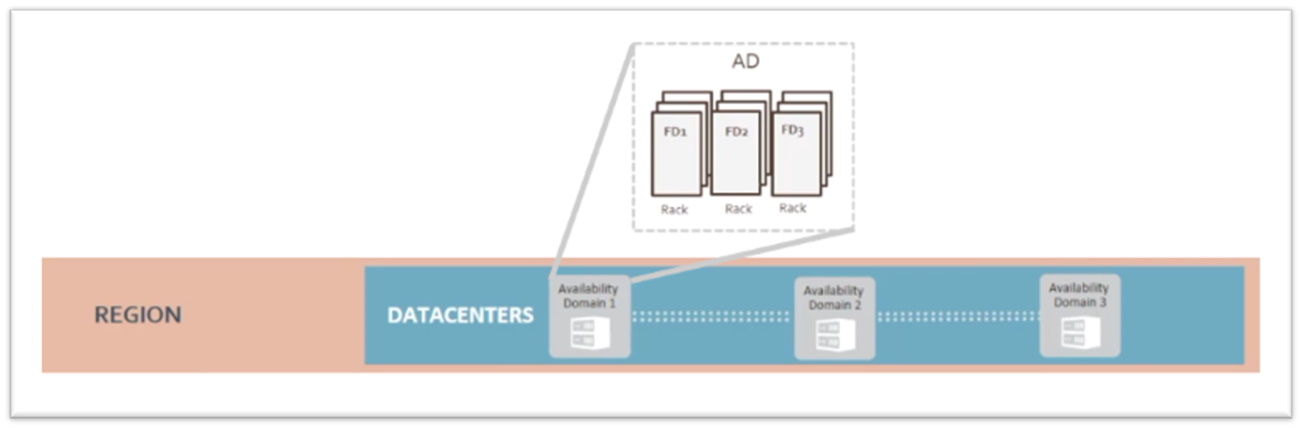 AD
FD1
FD2
FD3
Rack
Rack
Rack
REGION
DATACENTERS
Availability
Domain 1
Availability
Domain 2
Availability
Domain 3